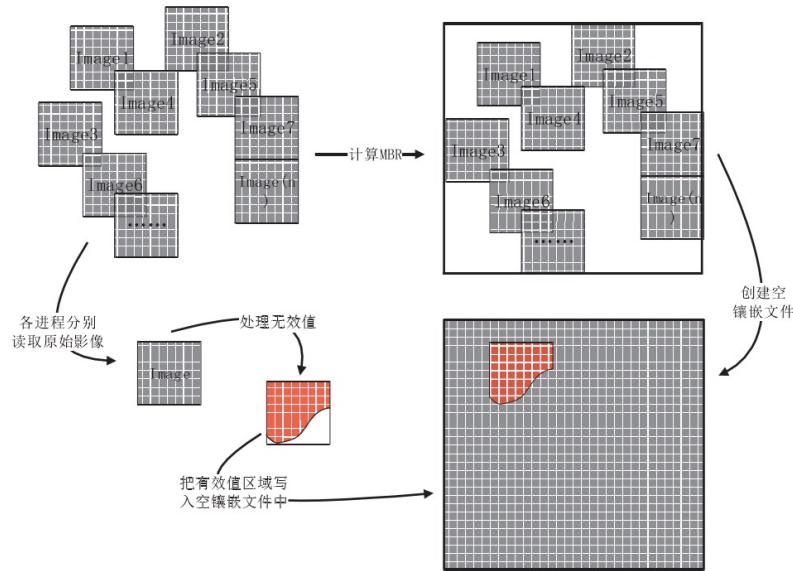 Image1
Image2
Image4
Image5
Image3
Image7
Image6
Image(n
)
......
计算MBR
Image1
Image2
Image4
Image5
Image3
Image7
Image6
Image(n
)
......
各进程分别
读取原始影像
Image
处理无效值
把有效值区域写
入空镶嵌文件中
创建空
镶嵌文件